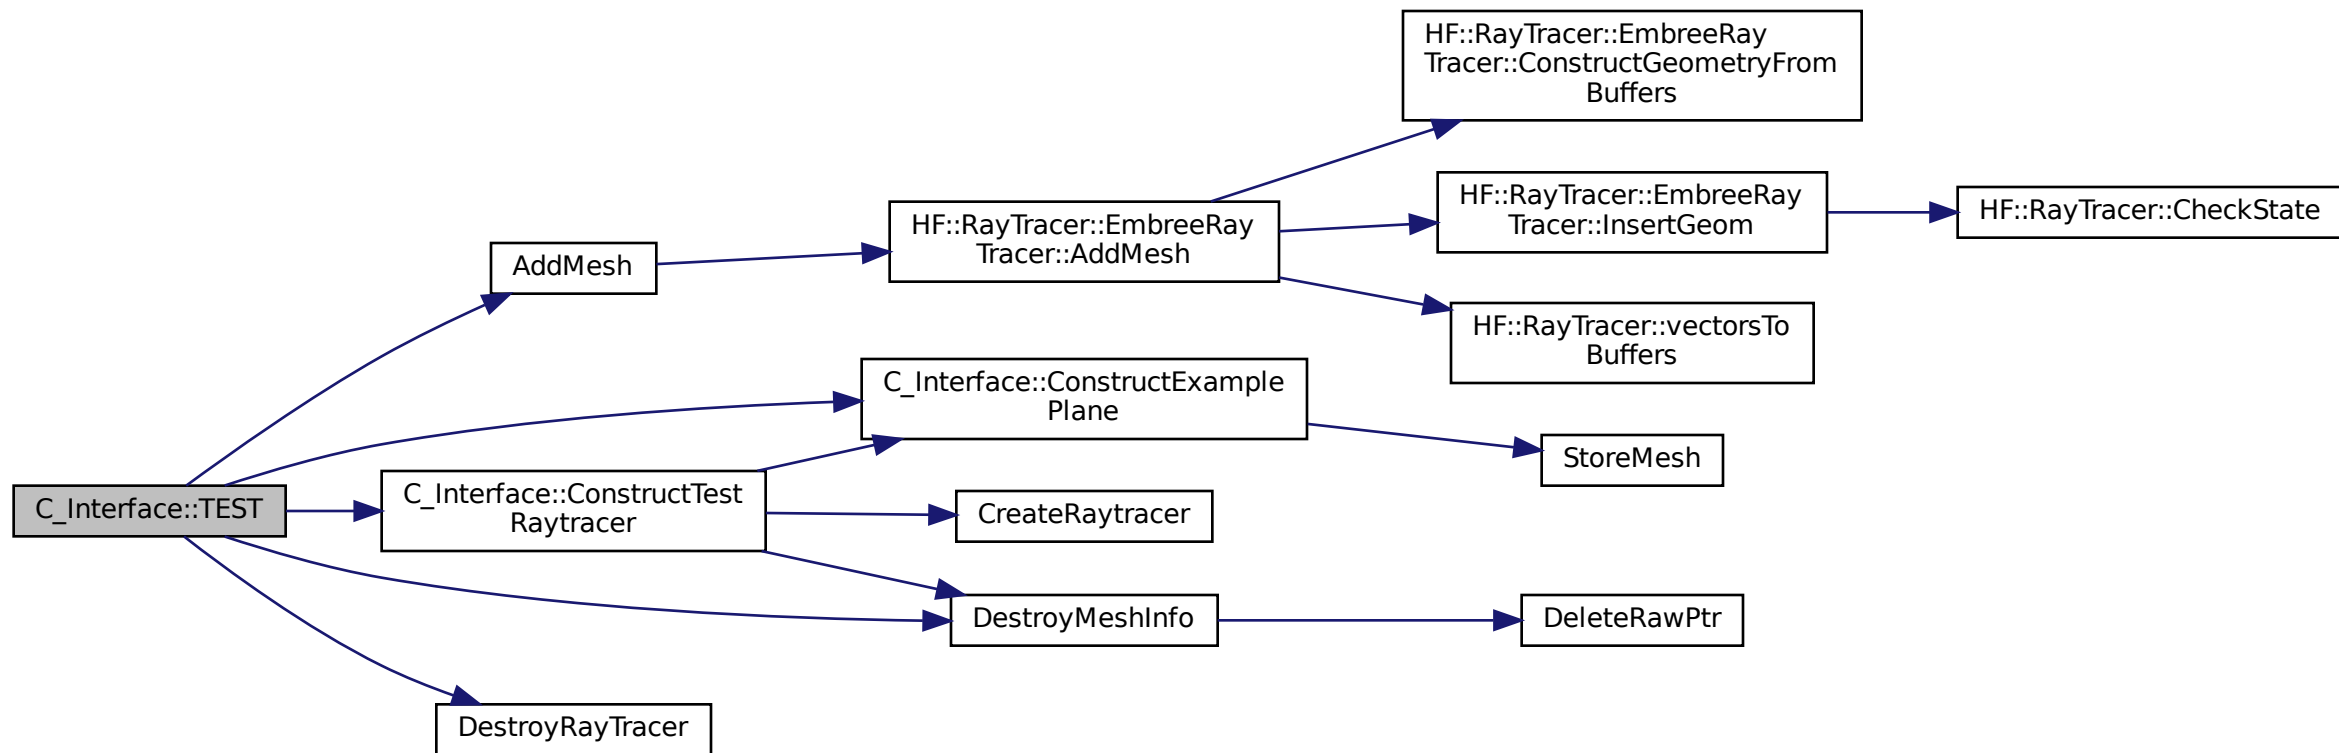 HF::RayTracer::EmbreeRay
Tracer::ConstructGeometryFrom
Buffers
HF::RayTracer::EmbreeRay
Tracer::InsertGeom
HF::RayTracer::CheckState
HF::RayTracer::EmbreeRay
Tracer::AddMesh
AddMesh
HF::RayTracer::vectorsTo
Buffers
C_Interface::ConstructExample
Plane
StoreMesh
C_Interface::TEST
C_Interface::ConstructTest
Raytracer
CreateRaytracer
DestroyMeshInfo
DeleteRawPtr
DestroyRayTracer